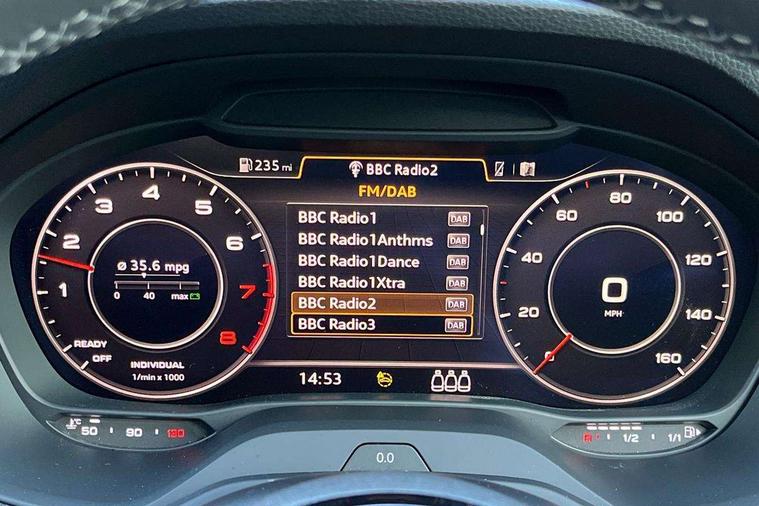 235 mi
BBC Radio2
FM/DAB
BBC Radio1 DAB
BBC Radio1Anthms DAB
BBC Radio1Dance DAB
BBC Radio1Xtra DAB
BBC Radio2 DAB
BBC Radio3 DAB
1
2
3
4
5
6
7
8
Ø 35.6 mpg
0 40 max
READY
OFF
INDIVIDUAL
1/min x 1000
0
20
40
60
80
100
120
140
160
0
MPH
14:53
°C
50 90 130
R 1/2 1/1
0.0